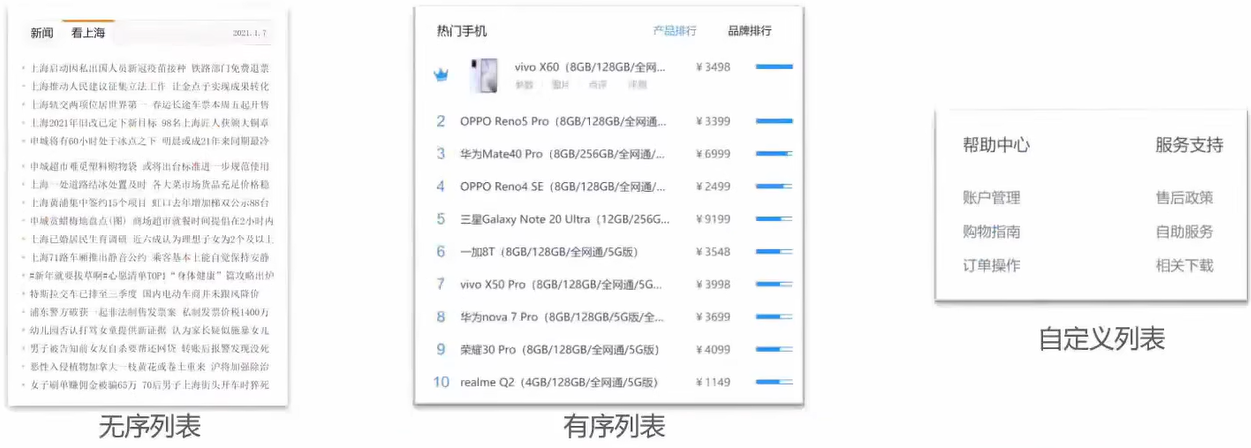 新闻 看上海 2021.1.7
上海启动因私出国人员新冠疫苗接种 铁路部门免费退票
上海推动人民建议征集立法工作 让金点子实现成果转化
上海轨交两项位居世界第一 春运长途车票本周五起开售
上海2021年旧改已定下新目标 98名上海匠人获颁大铜章
申城将有60小时处于冰点之下 明晨或成21年来同期最冷
申城超市难觅塑料购物袋 或将出台标准进一步规范使用
上海一处道路结冰处置及时 各大菜市场货品充足价格稳
上海黄浦集中签约15个项目 虹口去年增加梯双公示88台
申城赏蜡梅地盘点(图) 商场超市就餐时间提倡在2小时内
上海已婚居民生育调研 近六成认为理想子女为2个及以上
上海71路车厢推出静音公约 乘客基本上能自觉保持安静
#新年就要拔草啊#心愿清单TOP1 “身体健康”篇攻略出炉
特斯拉交车已排至三季度 国内电动车商并未跟风降价
浦东警方破获一起非法制售发票案 私制发票价税1400万
幼儿园否认打骂女童提供新证据 认为家长疑似施暴女儿
男子被告知前女友自杀要帮还网贷 转账后报警发现没死
恶性入侵植物加拿大一枝黄花或卷土重来 沪将加强除治
女子刷单赚佣金被骗65万 70后男子上海街头开车时猝死
无序列表
热门手机 产品排行 品牌排行
vivo X60（8GB/128GB/全网... ￥3498
参数 图片 点评 评测
2 OPPO Reno5 Pro（8GB/128GB/全网通... ￥3399
3 华为Mate40 Pro（8GB/256GB/全网通/... ￥6999
4 OPPO Reno4 SE（8GB/128GB/全网通/... ￥2499
5 三星Galaxy Note 20 Ultra（12GB/256G... ￥9199
6 一加8T（8GB/128GB/全网通/5G版） ￥3548
7 vivo X50 Pro（8GB/128GB/全网通/5G... ￥3998
8 华为nova 7 Pro（8GB/128GB/5G版/全... ￥3699
9 荣耀30 Pro（8GB/128GB/全网通/5G版） ￥4099
10 realme Q2（4GB/128GB/全网通/5G版） ￥1149
有序列表
帮助中心 服务支持
账户管理 售后政策
购物指南 自助服务
订单操作 相关下载
自定义列表